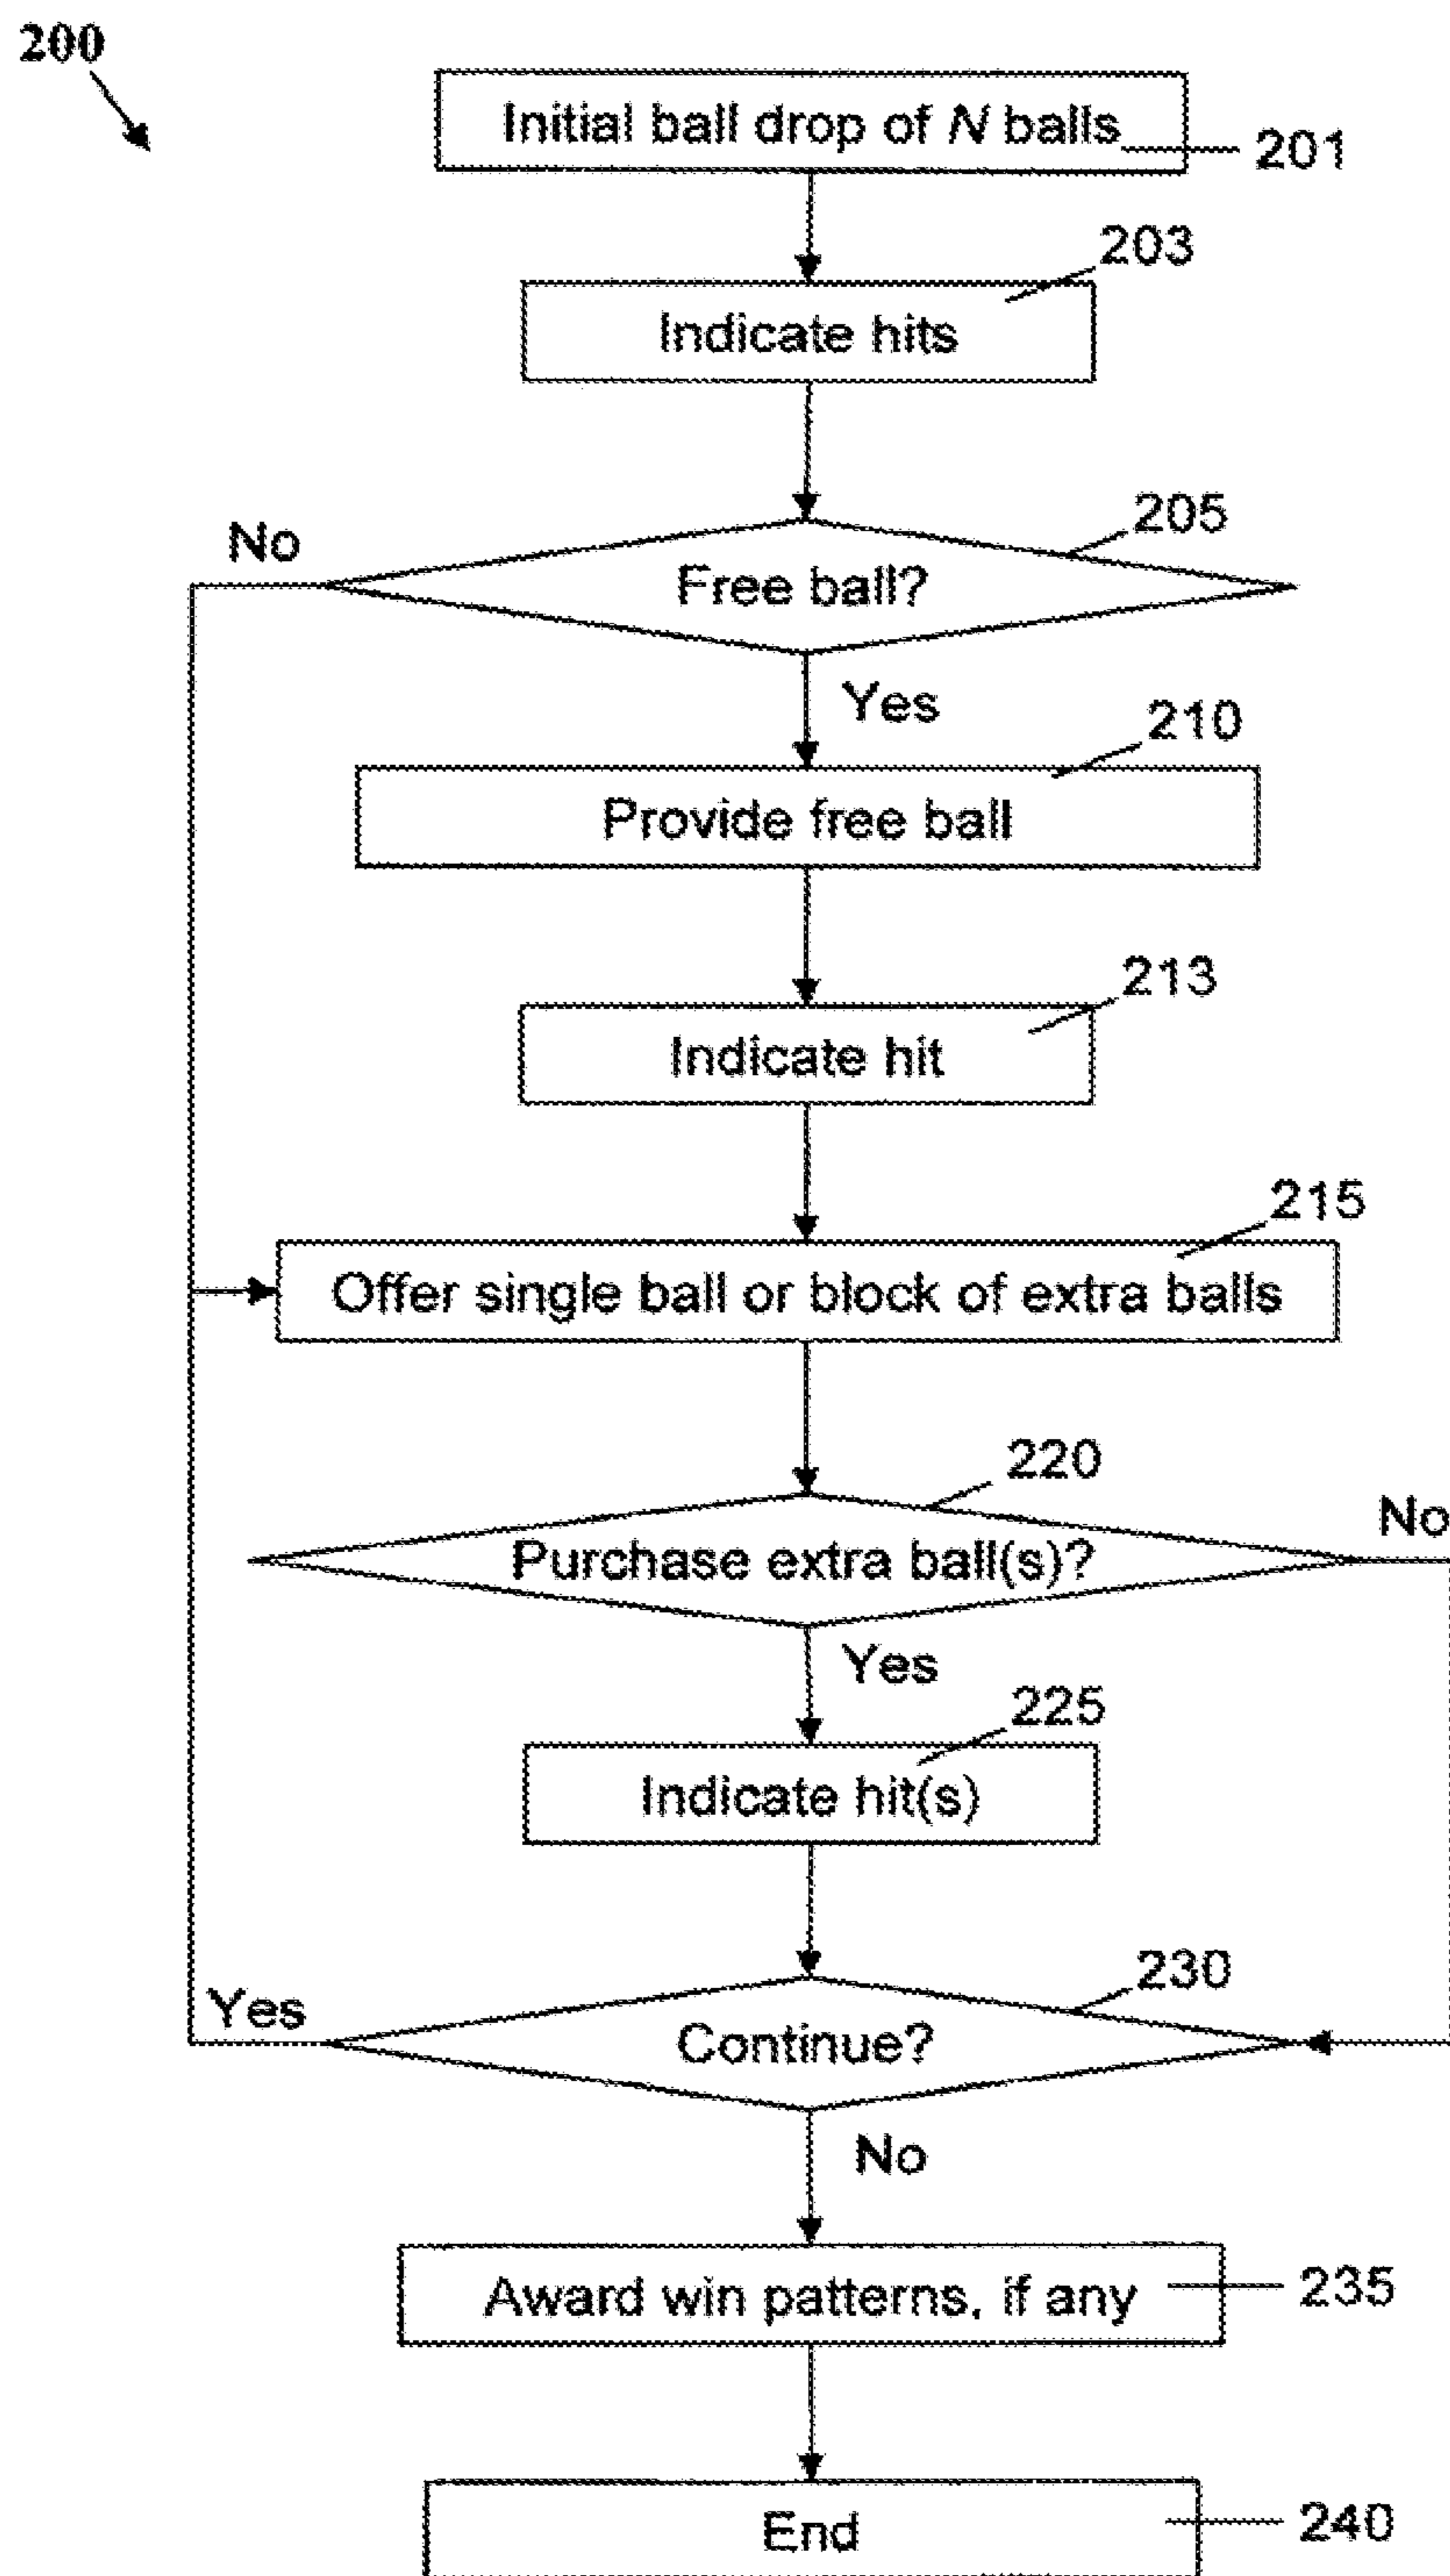 200
Initial ball drop of N balls
201
203
Indicate hits
205
No
Free ball?
Yes
210
Provide free ball
213
Indicate hit
215
Offer single ball or block of extra balls
220
No
Purchase extra ball(s)?
Yes
225
Indicate hit(s)
230
Yes
Continue?
No
Award win patterns, if any
235
End
240